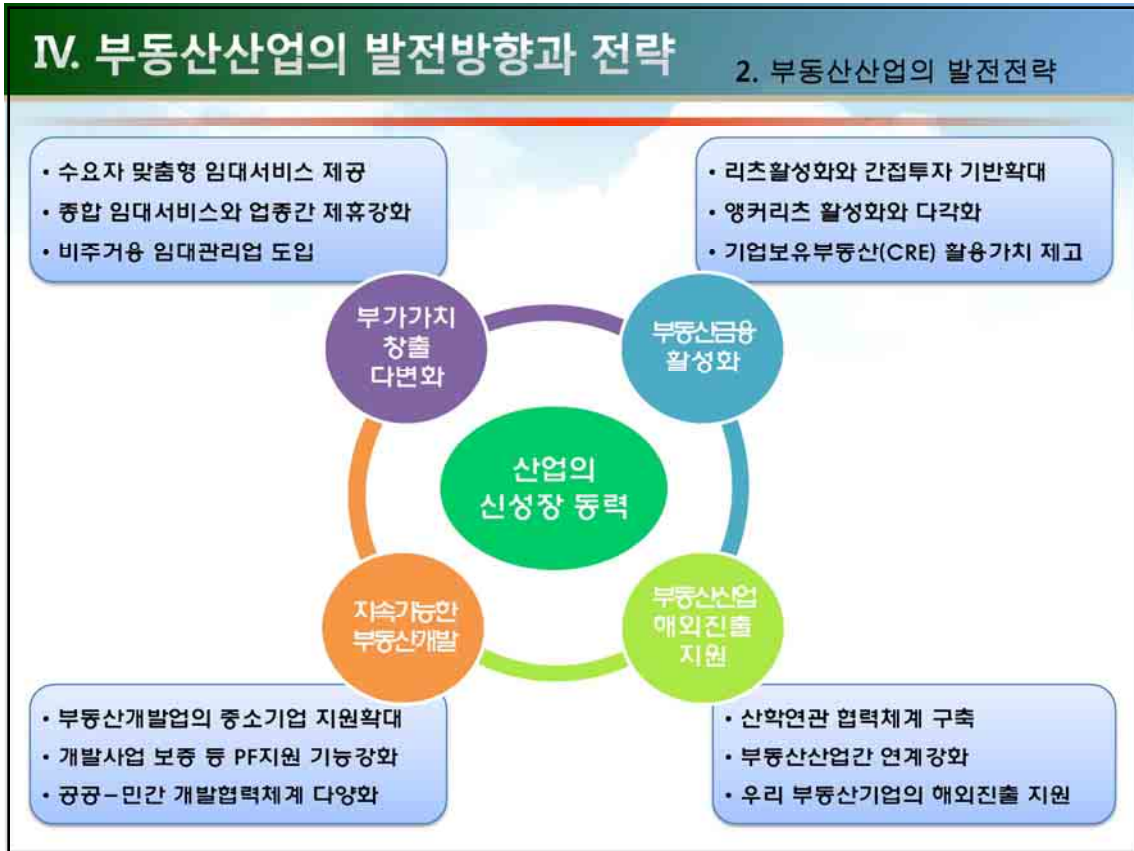 Ⅳ. 부동산산업의 발전방향과 전략
2. 부동산산업의 발전전략
• 수요자 맞춤형 임대서비스 제공
• 종합 임대서비스와 업종간 제휴강화
• 비주거용 임대관리업 도입
• 리츠활성화와 간접투자 기반확대
• 앵커리츠 활성화와 다각화
• 기업보유부동산(CRE) 활용가치 제고
부가가치
창출
다변화
부동산금융
활성화
산업의
신성장 동력
지속가능한
부동산개발
부동산산업
해외진출
지원
• 부동산개발업의 중소기업 지원확대
• 개발사업 보증 등 PF지원 기능강화
• 공공-민간 개발협력체계 다양화
• 산학연관 협력체계 구축
• 부동산산업간 연계강화
• 우리 부동산기업의 해외진출 지원